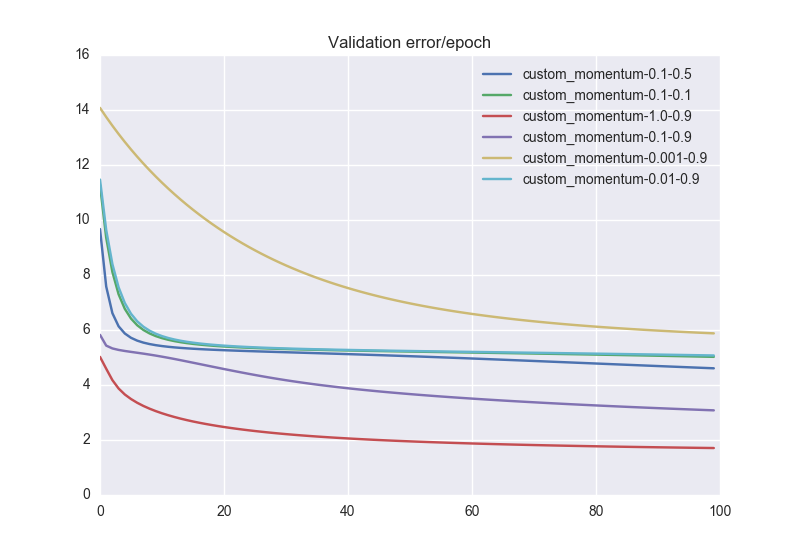 Validation error/epoch
16
14
12
10
8
6
4
2
0
0 20 40 60 80 100
custom_momentum-0.1-0.5
custom_momentum-0.1-0.1
custom_momentum-1.0-0.9
custom_momentum-0.1-0.9
custom_momentum-0.001-0.9
custom_momentum-0.01-0.9